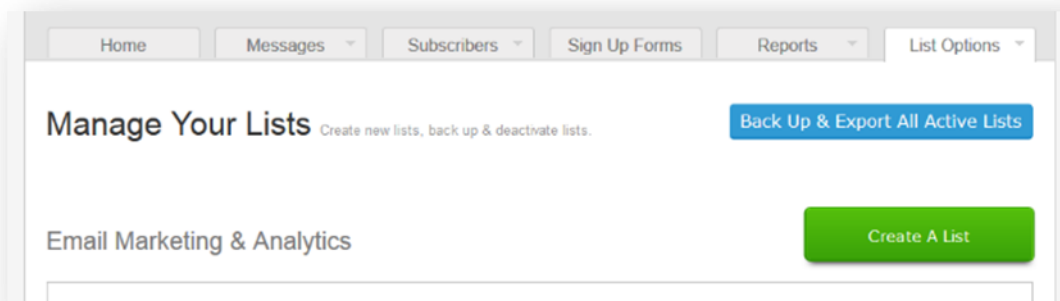 Home Messages Subscribers Sign Up Forms Reports List Options
Manage Your Lists Create new lists, back up & deactivate lists. Back Up & Export All Active Lists
Email Marketing & Analytics Create A List